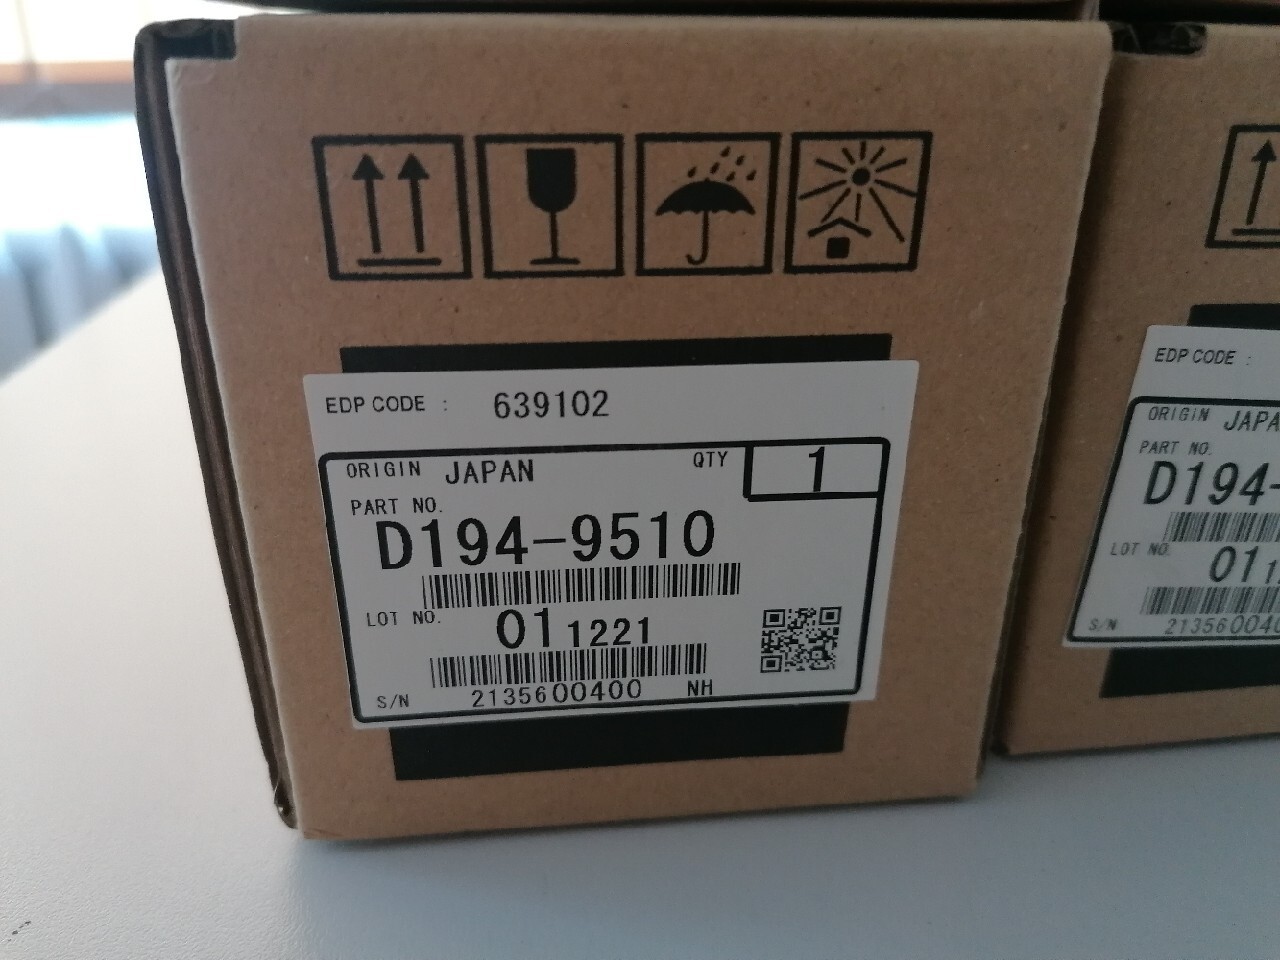 EDP CODE : 639102
ORIGIN JAPAN QTY 1
PART NO.
D194-9510
LOT NO. 01 1221
S/N 2135600400 NH
EDP CODE :
ORIGIN
PART NO.
D194-
LOT NO. 01
S/N